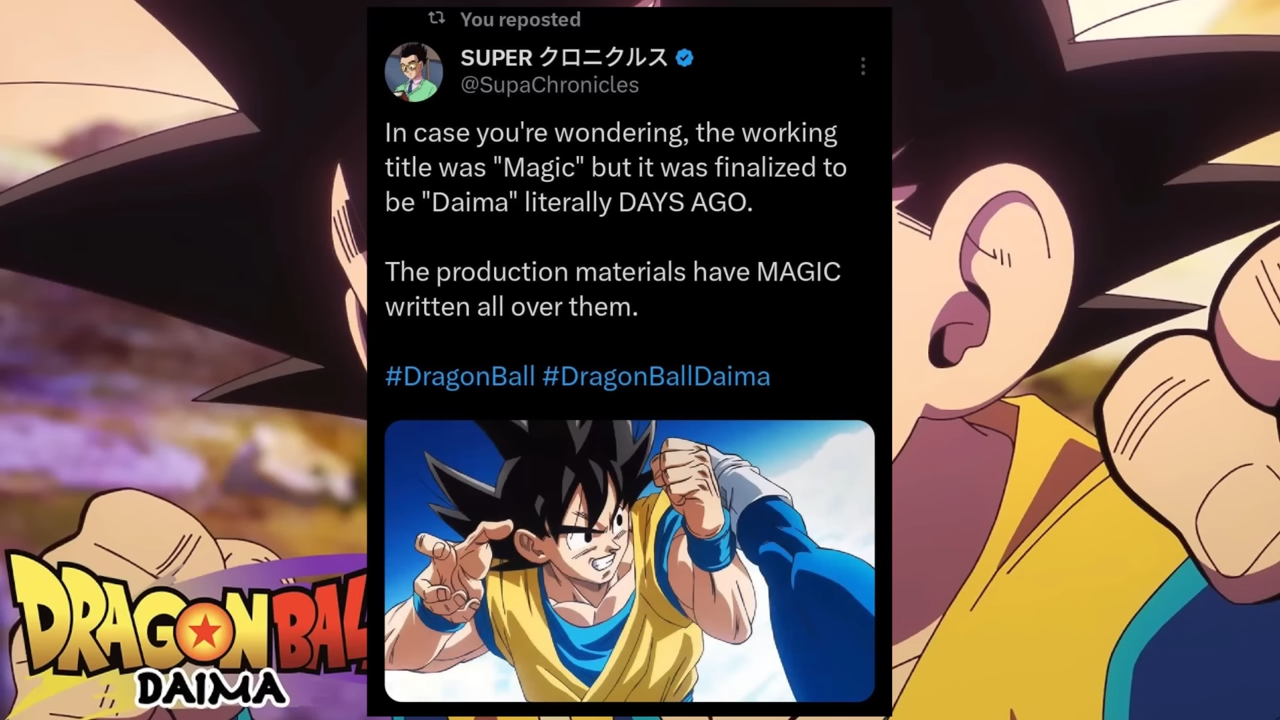 You reposted
SUPER クロニクルス
@SupaChronicles
In case you're wondering, the working
title was "Magic" but it was finalized to
be "Daima" literally DAYS AGO.
The production materials have MAGIC
written all over them.
#DragonBall #DragonBallDaima
DRAGON BAL
DAIMA